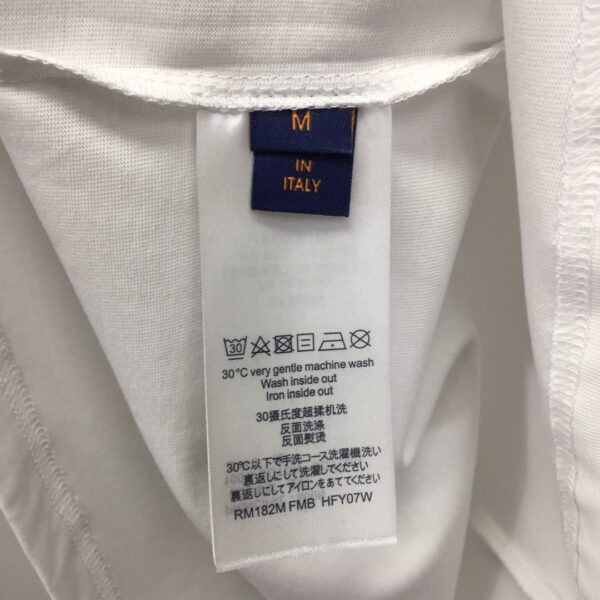 M
IN
ITALY
30
30°C very gentle machine wash
Wash inside out
Iron inside out
30摄氏度超揉机洗
反面洗涤
反面熨烫
30℃以下で手洗コース洗濯機洗い
裏返しにして洗濯してください
裏返しにしてアイロンをあててください
RM182M FMB HFY07W